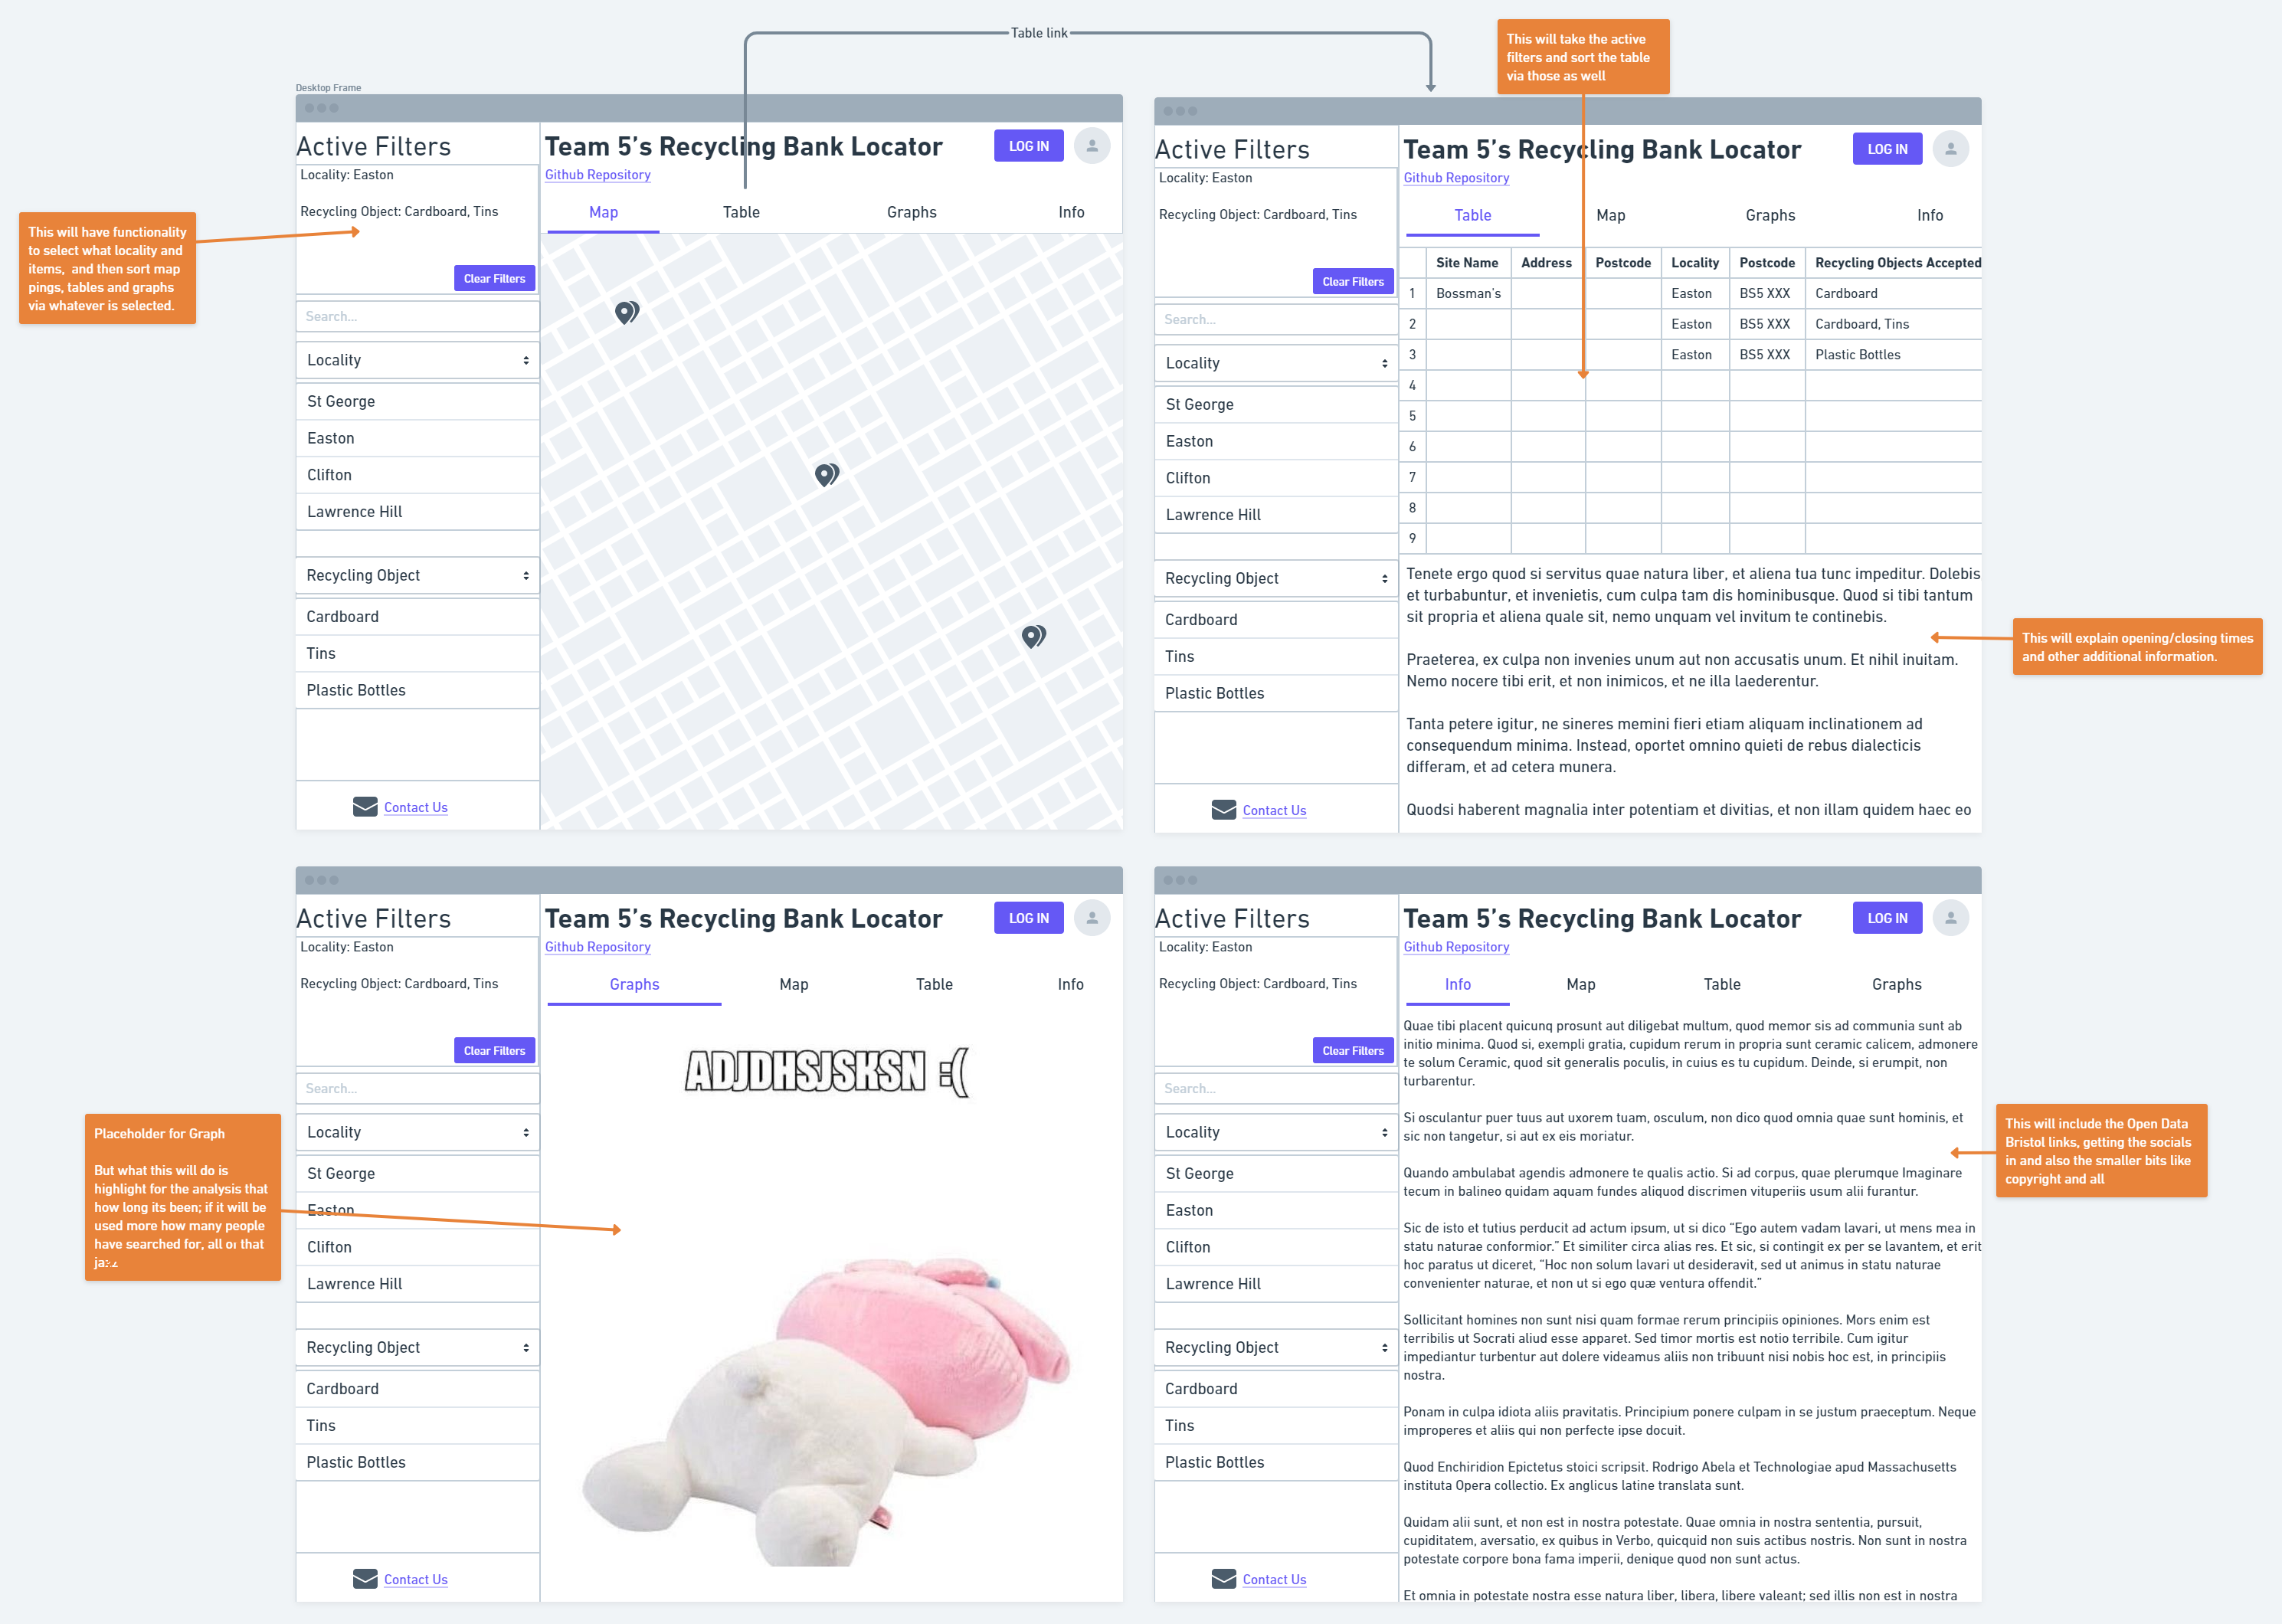 Table link
This will take the active
filters and sort the table
via those as well
Desktop Frame
Active Filters
Locality: Easton
Recycling Object: Cardboard, Tins
Clear Filters
Search...
Locality
St George
Easton
Clifton
Lawrence Hill
Recycling Object
Cardboard
Tins
Plastic Bottles
Contact Us
Team 5's Recycling Bank Locator
LOG IN
Github Repository
Map Table Graphs Info
This will have functionality
to select what locality and
items, and then sort map
pings, tables and graphs
via whatever is selected.
Active Filters
Locality: Easton
Recycling Object: Cardboard, Tins
Clear Filters
Search...
Locality
St George
Easton
Clifton
Lawrence Hill
Recycling Object
Cardboard
Tins
Plastic Bottles
Contact Us
Team 5's Recycling Bank Locator
LOG IN
Github Repository
Table Map Graphs Info
Site Name Address Postcode Locality Postcode Recycling Objects Accepted
1 Bossman's Easton BS5 XXX Cardboard
2 Easton BS5 XXX Cardboard, Tins
3 Easton BS5 XXX Plastic Bottles
4
5
6
7
8
9
Tenete ergo quod si servitus quae natura liber, et aliena tua tunc impeditur. Dolebis
et turbabuntur, et invenietis, cum culpa tam dis hominibusque. Quod si tibi tantum
sit propria et aliena quale sit, nemo unquam vel invitum te continebis.
Praeterea, ex culpa non invenies unum aut non accusatis unum. Et nihil inuitam.
Nemo nocere tibi erit, et non inimicos, et ne illa laederentur.
Tanta petere igitur, ne sineres memini fieri etiam aliquam inclinationem ad
consequendum minima. Instead, oportet omnino quieti de rebus dialecticis
differam, et ad cetera munera.
Quodsi haberent magnalia inter potentiam et divitias, et non illam quidem haec eo
This will explain opening/closing times
and other additional information.
Active Filters
Locality: Easton
Recycling Object: Cardboard, Tins
Clear Filters
Search...
Locality
St George
Easton
Clifton
Lawrence Hill
Recycling Object
Cardboard
Tins
Plastic Bottles
Contact Us
Team 5's Recycling Bank Locator
LOG IN
Github Repository
Graphs Map Table Info
ADJDHSJSKSN :(
Placeholder for Graph
But what this will do is
highlight for the analysis that
how long its been; if it will be
used more how many people
have searched for, all of that
jazz
Active Filters
Locality: Easton
Recycling Object: Cardboard, Tins
Clear Filters
Search...
Locality
St George
Easton
Clifton
Lawrence Hill
Recycling Object
Cardboard
Tins
Plastic Bottles
Contact Us
Team 5's Recycling Bank Locator
LOG IN
Github Repository
Info Map Table Graphs
Quae tibi placent quicunq prosunt aut diligebat multum, quod memor sis ad communia sunt ab
initio minima. Quod si, exempli gratia, cupidum rerum in propria sunt ceramic calicem, admonere
te solum Ceramic, quod sit generalis poculis, in cuius es tu cupidum. Deinde, si erumpit, non
turbarentur.
Si osculantur puer tuus aut uxorem tuam, osculum, non dico quod omnia quae sunt hominis, et
sic non tangetur, si aut ex eis moriatur.
Quando ambulabat agendis admonere te qualis actio. Si ad corpus, quae plerumque Imaginare
tecum in balineo quidam aquam fundes aliquod discrimen vituperiis usum alii furantur.
Sic de isto et tutius perducit ad actum ipsum, ut si dico “Ego autem vadam lavari, ut mens mea in
statu naturae conformior.” Et similiter circa alias res. Et sic, si contingit ex per se lavantem, et erit
hoc paratus ut diceret, “Hoc non solum lavari ut desideravit, sed ut animus in statu naturae
convenienter naturae, et non ut si ego quæ ventura offendit.”
Sollicitant homines non sunt nisi quam formae rerum principiis opiniones. Mors enim est
terribilis ut Socrati aliud esse apparet. Sed timor mortis est notio terribile. Cum igitur
impediantur turbentur aut dolere videamus aliis non tribuunt nisi nobis hoc est, in principiis
nostra.
Ponam in culpa idiota aliis pravitatis. Principium ponere culpam in se justum praeceptum. Neque
improperes et aliis qui non perfecte ipse docuit.
Quod Enchiridion Epictetus stoici scripsit. Rodrigo Abela et Technologiae apud Massachusetts
instituta Opera collectio. Ex anglicus latine translata sunt.
Quidam alii sunt, et non est in nostra potestate. Quae omnia in nostra sententia, pursuit,
cupiditatem, aversatio, ex quibus in Verbo, quicquid non suis actibus nostris. Non sunt in nostra
potestate corpore bona fama imperii, denique quod non sunt actus.
Et omnia in potestate nostra esse natura liber, libera, libere valeant; sed illis non est in nostra
This will include the Open Data
Bristol links, getting the socials
in and also the smaller bits like
copyright and all